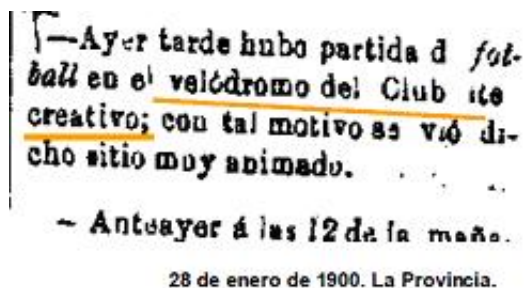 —Ayer tarde hubo partida d fot-
ball en el velódromo del Club
creativo; con tal motivo se vió di-
cho sitio muy animado.
– Anteayer á las 12 de la maña.
28 de enero de 1900. La Provincia.